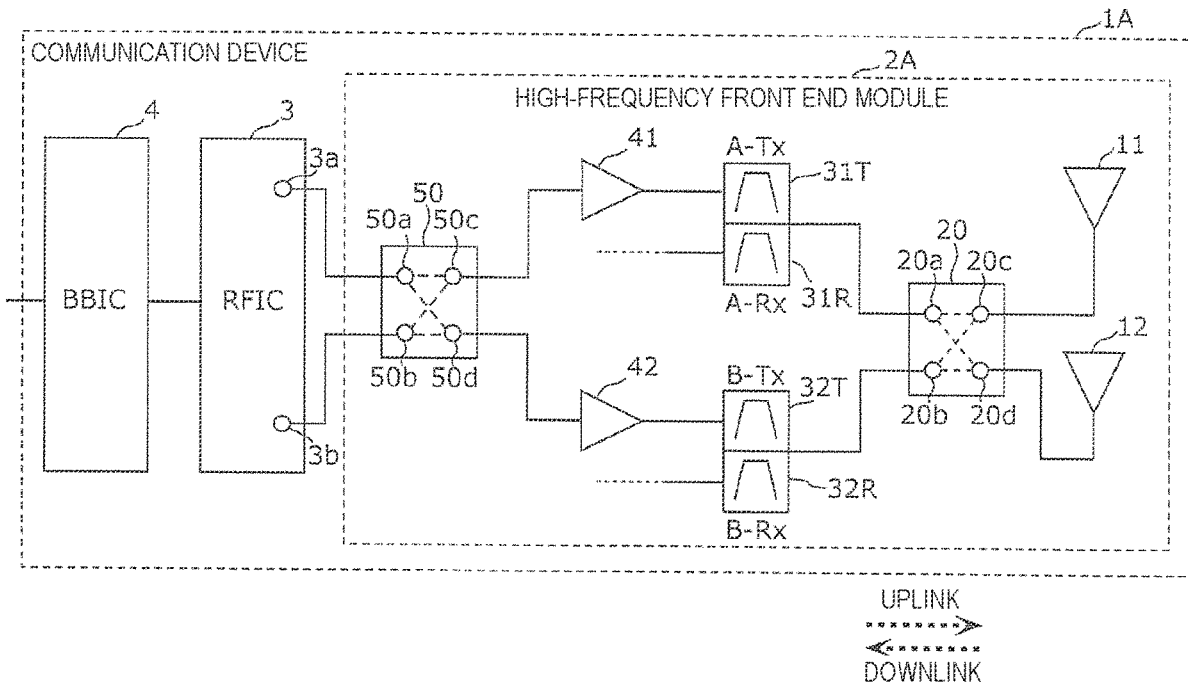 1A
COMMUNICATION DEVICE
2A
HIGH-FREQUENCY FRONT END MODULE
4
3
3a
41
A-Tx
31T
11
50
50a
50c
BBIC
RFIC
A-Rx
31R
20
20a
20c
50b
50d
42
B-Tx
32T
12
20b
20d
3b
32R
B-Rx
UPLINK
DOWNLINK